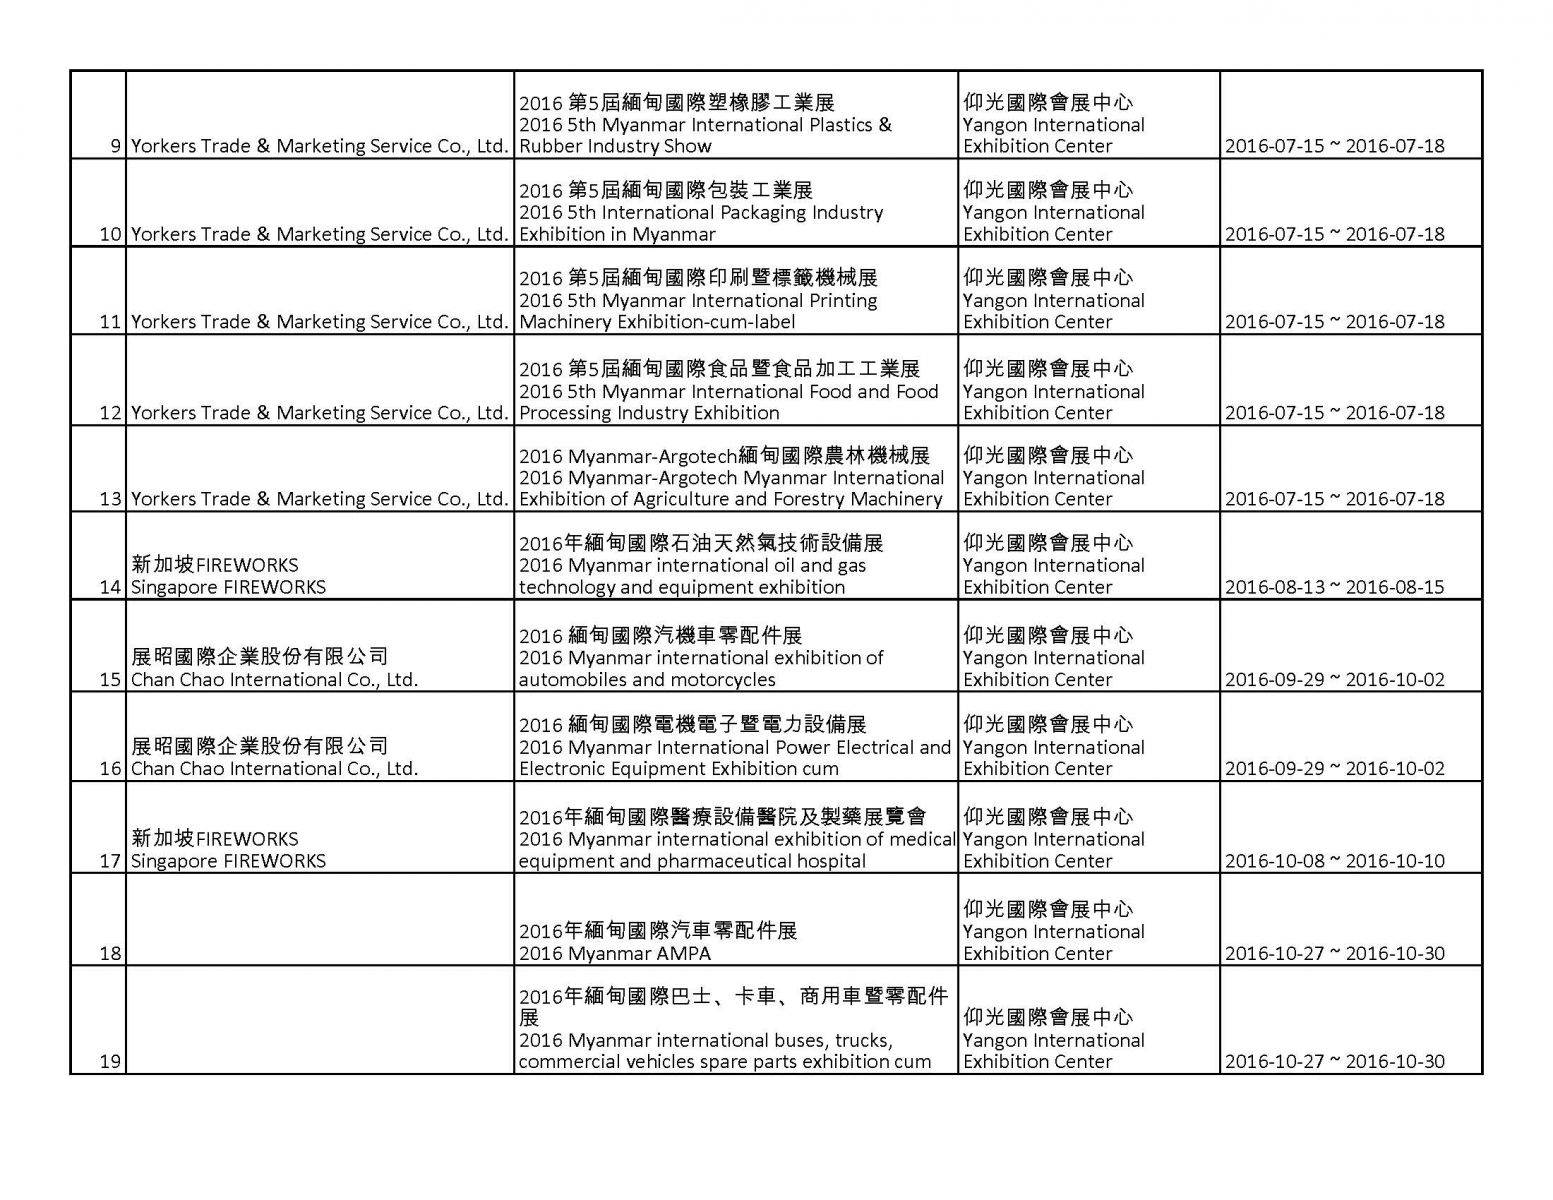 2016 第5屆緬甸國際塑橡膠工業展
2016 5th Myanmar International Plastics &
Rubber Industry Show
仰光國際會展中心
Yangon International
Exhibition Center
9 Yorkers Trade & Marketing Service Co., Ltd.
2016-07-15 ~ 2016-07-18
2016 第5屆緬甸國際包裝工業展
2016 5th International Packaging Industry
Exhibition in Myanmar
仰光國際會展中心
Yangon International
Exhibition Center
10 Yorkers Trade & Marketing Service Co., Ltd.
2016-07-15 ~ 2016-07-18
2016 第5屆緬甸國際印刷暨標籤機械展
2016 5th Myanmar International Printing
Machinery Exhibition-cum-label
仰光國際會展中心
Yangon International
Exhibition Center
11 Yorkers Trade & Marketing Service Co., Ltd.
2016-07-15 ~ 2016-07-18
2016 第5屆緬甸國際食品暨食品加工工業展
2016 5th Myanmar International Food and Food
Processing Industry Exhibition
仰光國際會展中心
Yangon International
Exhibition Center
12 Yorkers Trade & Marketing Service Co., Ltd.
2016-07-15 ~ 2016-07-18
2016 Myanmar-Argotech緬甸國際農林機械展
2016 Myanmar-Argotech Myanmar International
Exhibition of Agriculture and Forestry Machinery
仰光國際會展中心
Yangon International
Exhibition Center
13 Yorkers Trade & Marketing Service Co., Ltd.
2016-07-15 ~ 2016-07-18
新加坡FIREWORKS
14 Singapore FIREWORKS
2016年緬甸國際石油天然氣技術設備展
2016 Myanmar international oil and gas
technology and equipment exhibition
仰光國際會展中心
Yangon International
Exhibition Center
2016-08-13 ~ 2016-08-15
展昭國際企業股份有限公司
15 Chan Chao International Co., Ltd.
2016 緬甸國際汽機車零配件展
2016 Myanmar international exhibition of
automobiles and motorcycles
仰光國際會展中心
Yangon International
Exhibition Center
2016-09-29 ~ 2016-10-02
展昭國際企業股份有限公司
16 Chan Chao International Co., Ltd.
2016 緬甸國際電機電子暨電力設備展
2016 Myanmar International Power Electrical and
Electronic Equipment Exhibition cum
仰光國際會展中心
Yangon International
Exhibition Center
2016-09-29 ~ 2016-10-02
新加坡FIREWORKS
17 Singapore FIREWORKS
2016年緬甸國際醫療設備醫院及製藥展覽會
2016 Myanmar international exhibition of medical
equipment and pharmaceutical hospital
仰光國際會展中心
Yangon International
Exhibition Center
2016-10-08 ~ 2016-10-10
18
2016年緬甸國際汽車零配件展
2016 Myanmar AMPA
仰光國際會展中心
Yangon International
Exhibition Center
2016-10-27 ~ 2016-10-30
19
2016年緬甸國際巴士、卡車、商用車暨零配件
展
2016 Myanmar international buses, trucks,
commercial vehicles spare parts exhibition cum
仰光國際會展中心
Yangon International
Exhibition Center
2016-10-27 ~ 2016-10-30